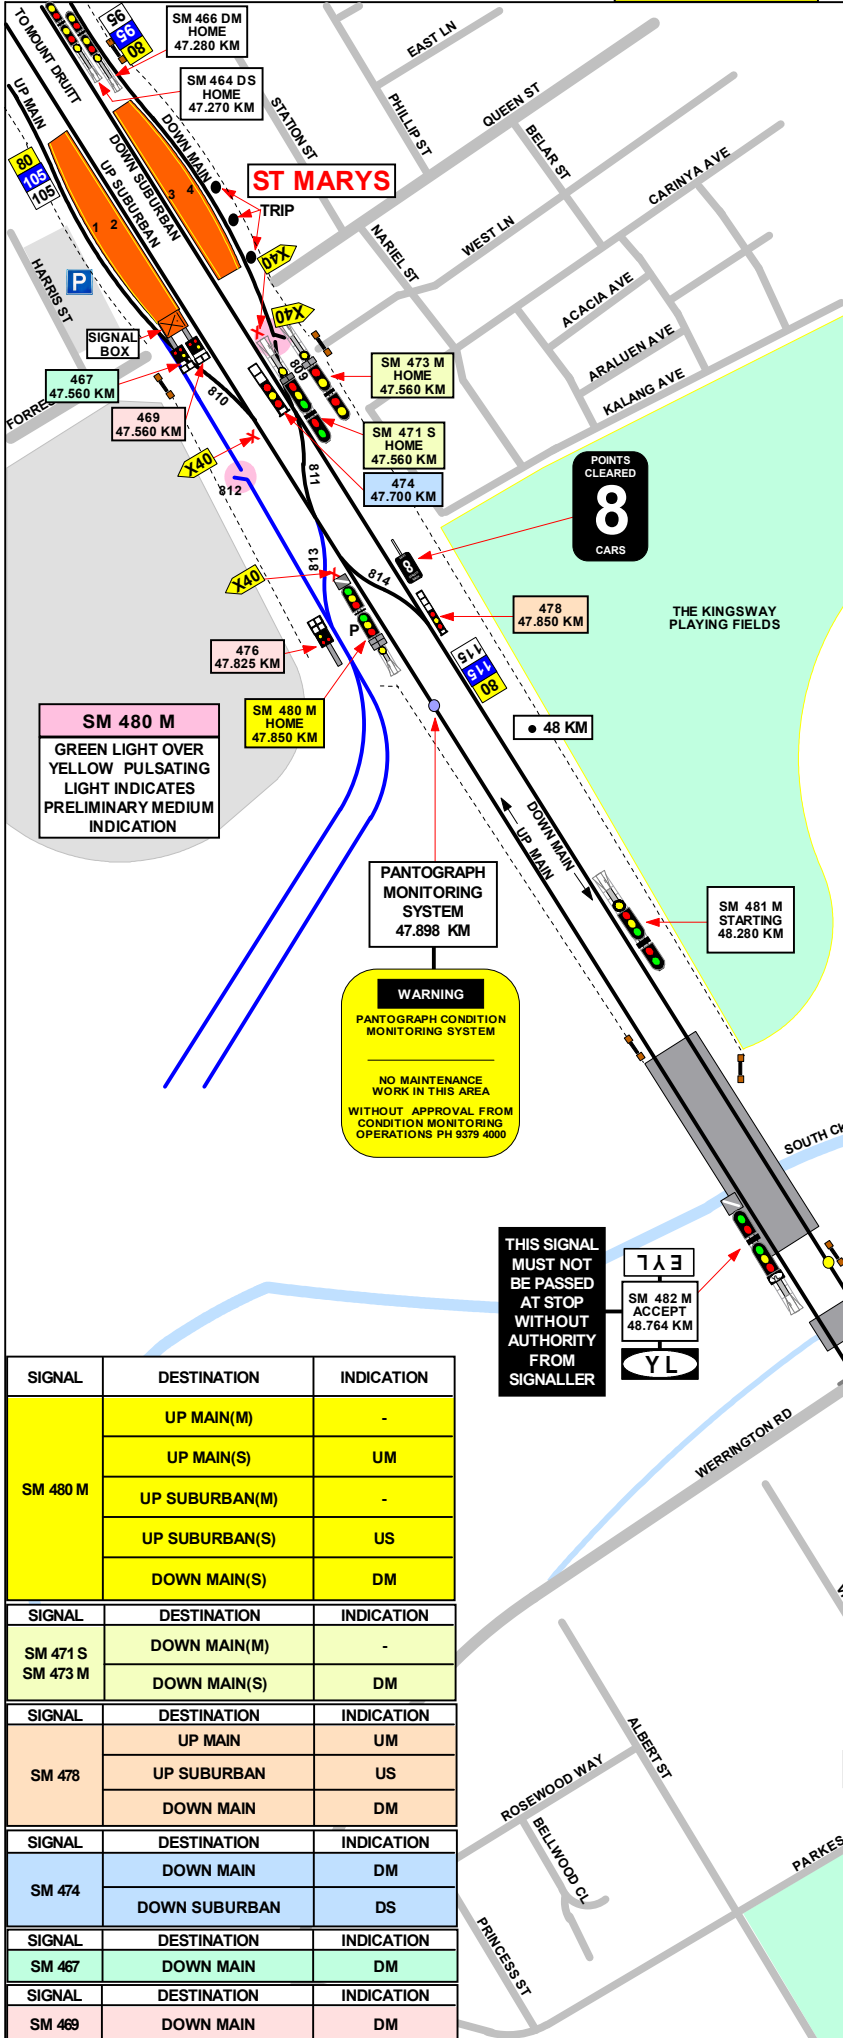 TO MOUNT DRUITT
UP MAIN
95
95
80
SM 466 DM
HOME
47.280 KM
SM 464 DS
HOME
47.270 KM
EAST LN
PHILLIP ST
QUEEN ST
STATION ST
BELAR ST
DOWN MAIN
DOWN SUBURBAN
UP SUBURBAN
80
105
105
3 4
1 2
ST MARYS
TRIP
CARINYA AVE
WEST LN
NARIEL ST
X40
X40
HARRIS ST
P
ACACIA AVE
ARALUEN AVE
KALANG AVE
SIGNAL
BOX
467
47.560 KM
FORRES
469
47.560 KM
810
809
SM 473 M
HOME
47.560 KM
SM 471 S
HOME
47.560 KM
474
47.700 KM
X40
812
811
POINTS
CLEARED
8
CARS
8
X40
813
814
P
476
47.825 KM
478
47.850 KM
THE KINGSWAY
PLAYING FIELDS
115
115
80
SM 480 M
HOME
47.850 KM
48 KM
SM 480 M
GREEN LIGHT OVER
YELLOW PULSATING
LIGHT INDICATES
PRELIMINARY MEDIUM
INDICATION
DOWN MAIN
UP MAIN
PANTOGRAPH
MONITORING
SYSTEM
47.898 KM
SM 481 M
STARTING
48.280 KM
WARNING
PANTOGRAPH CONDITION
MONITORING SYSTEM
NO MAINTENANCE
WORK IN THIS AREA
WITHOUT APPROVAL FROM
CONDITION MONITORING
OPERATIONS PH 9379 4000
SOUTH CK
THIS SIGNAL
MUST NOT
BE PASSED
AT STOP
WITHOUT
AUTHORITY
FROM
SIGNALLER
EYL
SM 482 M
ACCEPT
48.764 KM
YL
WERRINGTON RD
SIGNAL DESTINATION INDICATION
SM 480 M
UP MAIN(M) -
UP MAIN(S) UM
UP SUBURBAN(M) -
UP SUBURBAN(S) US
DOWN MAIN(S) DM
SIGNAL DESTINATION INDICATION
SM 471 S
SM 473 M
DOWN MAIN(M) -
DOWN MAIN(S) DM
SIGNAL DESTINATION INDICATION
SM 478
UP MAIN UM
UP SUBURBAN US
DOWN MAIN DM
SIGNAL DESTINATION INDICATION
SM 474
DOWN MAIN DM
DOWN SUBURBAN DS
SIGNAL DESTINATION INDICATION
SM 467 DOWN MAIN DM
SIGNAL DESTINATION INDICATION
SM 469 DOWN MAIN DM
ALBERT ST
ROSEWOOD WAY
BELLWOOD CL
PRINCESS ST
PARKES